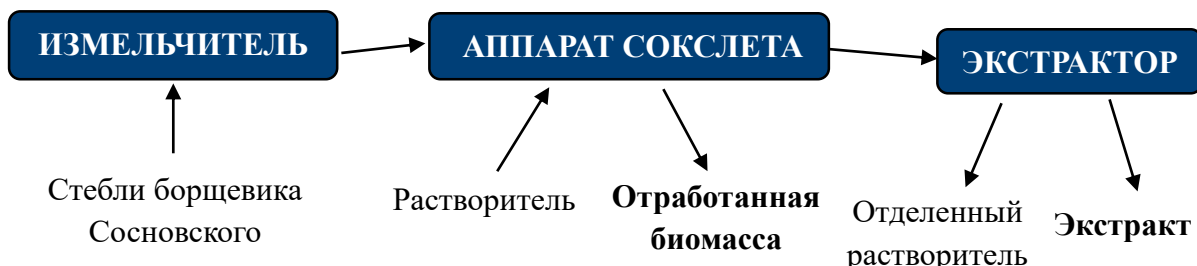 ИЗМЕЛЬЧИТЕЛЬ
АППАРАТ СОКСЛЕТА
ЭКСТРАКТОР
Стебли борщевика
Сосновского
Растворитель
Отработанная
биомасса
Отделенный
растворитель
Экстракт